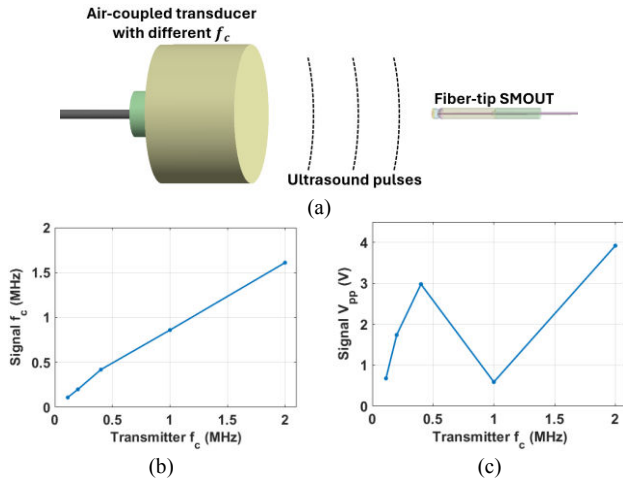 Air-coupled transducer
with different f_c
Fiber-tip SMOUT
Ultrasound pulses
(a)
2
1.5
1
0.5
0
0 0.5 1 1.5 2
Signal f_c (MHz)
Transmitter f_c (MHz)
(b)
4
3
2
1
0
0 0.5 1 1.5 2
Signal V_pp (V)
Transmitter f_c (MHz)
(c)